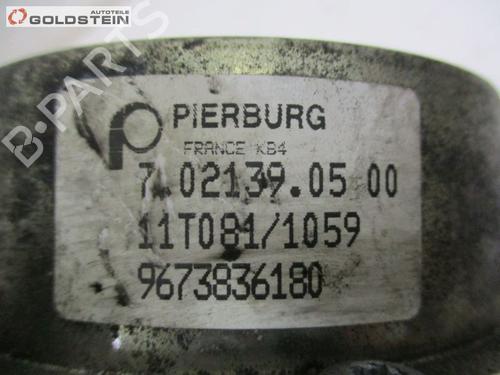 AUTOTEILE
GOLDSTEIN
B-PARTS
PIERBURG
FRANCE KB4
7.02139.05 00
11T081/1059
9673836180